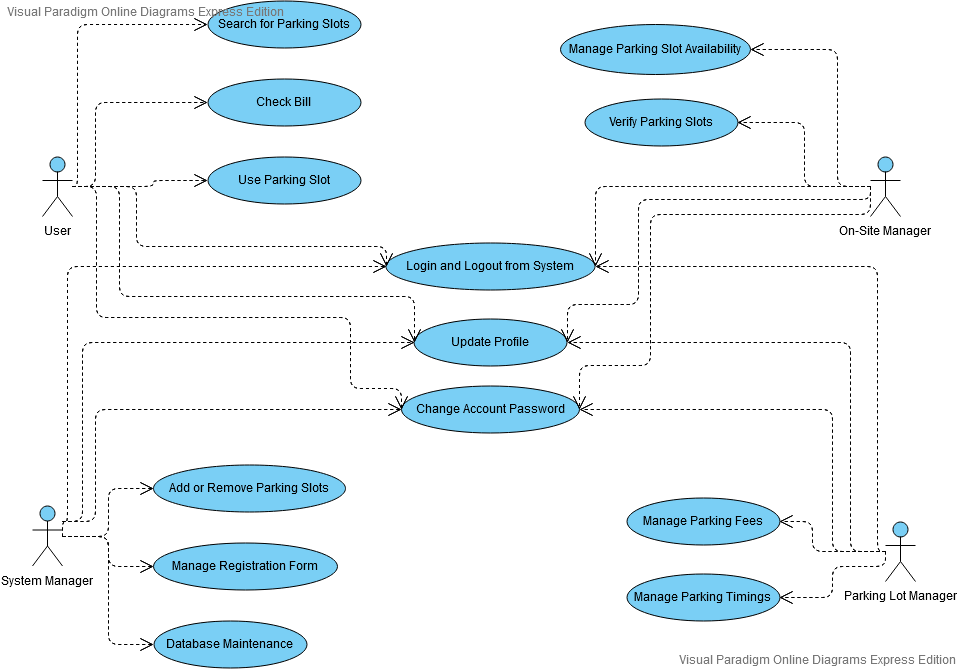 Visual Paradigm Online Diagrams Express Edition
Search for Parking Slots
Manage Parking Slot Availability
Check Bill
Verify Parking Slots
Use Parking Slot
User
On-Site Manager
Login and Logout from System
Update Profile
Change Account Password
Add or Remove Parking Slots
Manage Parking Fees
Manage Registration Form
System Manager
Manage Parking Timings
Parking Lot Manager
Database Maintenance
Visual Paradigm Online Diagrams Express Edition